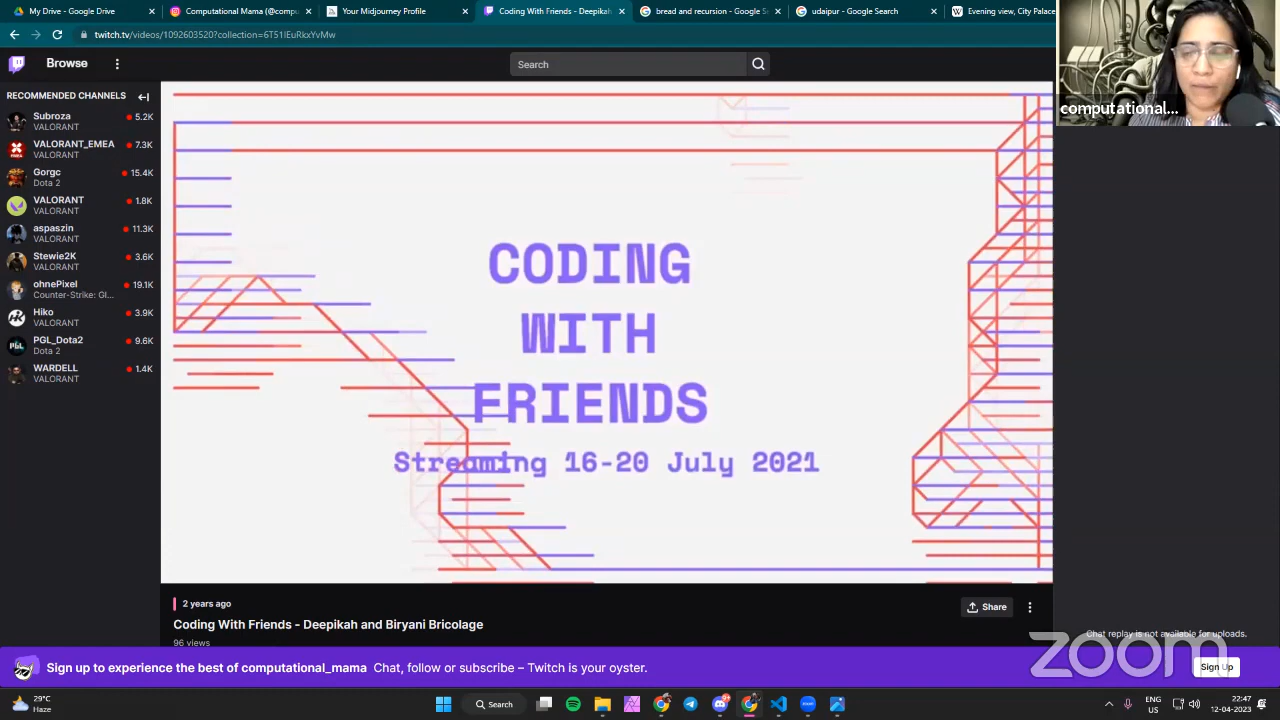 My Drive - Google Drive
Computational Mama (@compu
Your Midjourney Profile
Coding With Friends - Deepikah
bread and recursion - Google S
udaipur - Google Search
Evening view, City Palace
twitch.tv/videos/1092603520?collection=6T51IEuRkxYvMw
Browse
Search
computational...
RECOMMENDED CHANNELS
Subroza 5.2K
VALORANT
VALORANT_EMEA 7.3K
VALORANT
Gorgc 15.4K
Dota 2
VALORANT 1.8K
VALORANT
aspaszin 11.3K
VALORANT
Stewie2K 3.6K
VALORANT
ohnePixel 19.1K
Counter-Strike: Gl...
Hiko 3.9K
VALORANT
PGL_Dota2 9.6K
Dota 2
WARDELL 1.4K
VALORANT
CODING
WITH
FRIENDS
Streaming 16-20 July 2021
2 years ago
Share
Coding With Friends - Deepikah and Biryani Bricolage
96 views
Chat replay is not available for uploads.
zoom
Sign up to experience the best of computational_mama Chat, follow or subscribe – Twitch is your oyster.
Sign Up
29°C
Haze
Search
ENG
US
22:47
12-04-2023